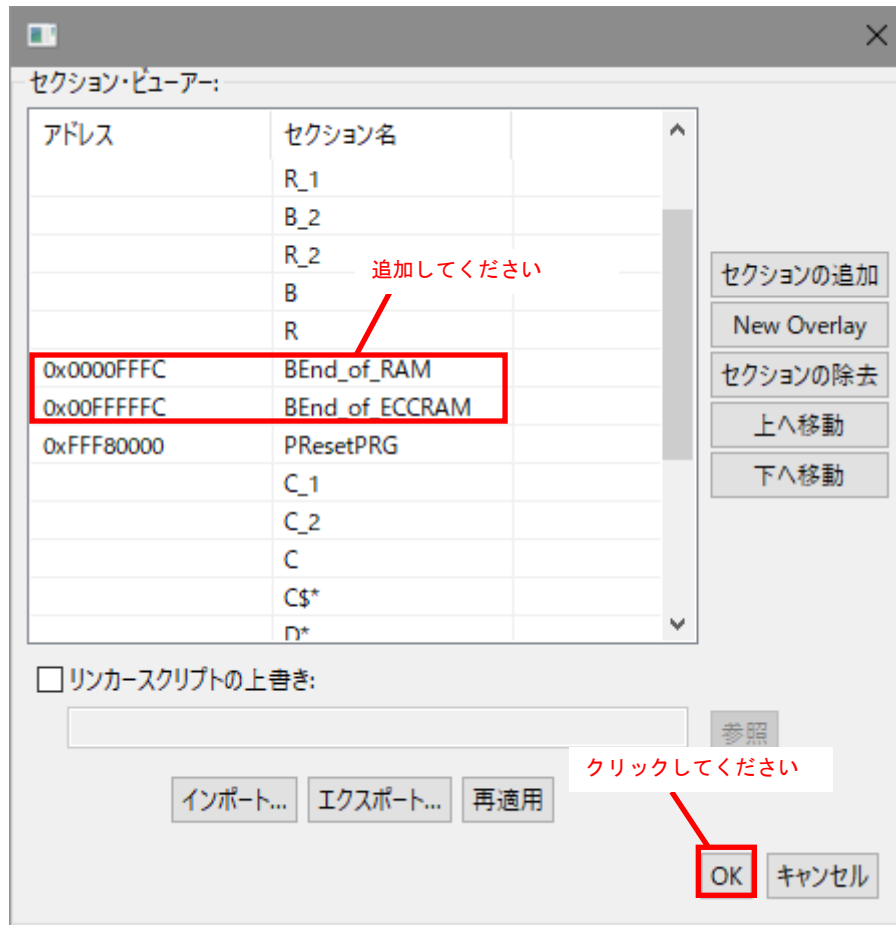 セクション・ビューアー:
アドレス セクション名
R_1
B_2
R_2
追加してください
B
R
0x0000FFFC BEnd_of_RAM
0x00FFFFFC BEnd_of_ECCRAM
0xFFF80000 PResetPRG
C_1
C_2
C
C$*
D*
セクションの追加
New Overlay
セクションの除去
上へ移動
下へ移動
リンカースクリプトの上書き:
参照
クリックしてください
インポート... エクスポート... 再適用
OK キャンセル